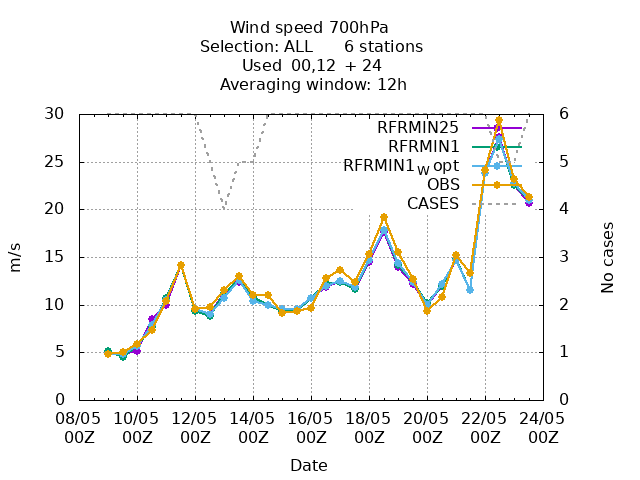 Wind speed 700hPa
Selection: ALL 6 stations
Used 00,12 + 24
Averaging window: 12h
30
25
20
15
10
5
0
m/s
6
5
4
3
2
1
0
No cases
RFRMIN25
RFRMIN1
RFRMIN1w opt
OBS
CASES
08/05 10/05 12/05 14/05 16/05 18/05 20/05 22/05 24/05
00Z 00Z 00Z 00Z 00Z 00Z 00Z 00Z 00Z
Date